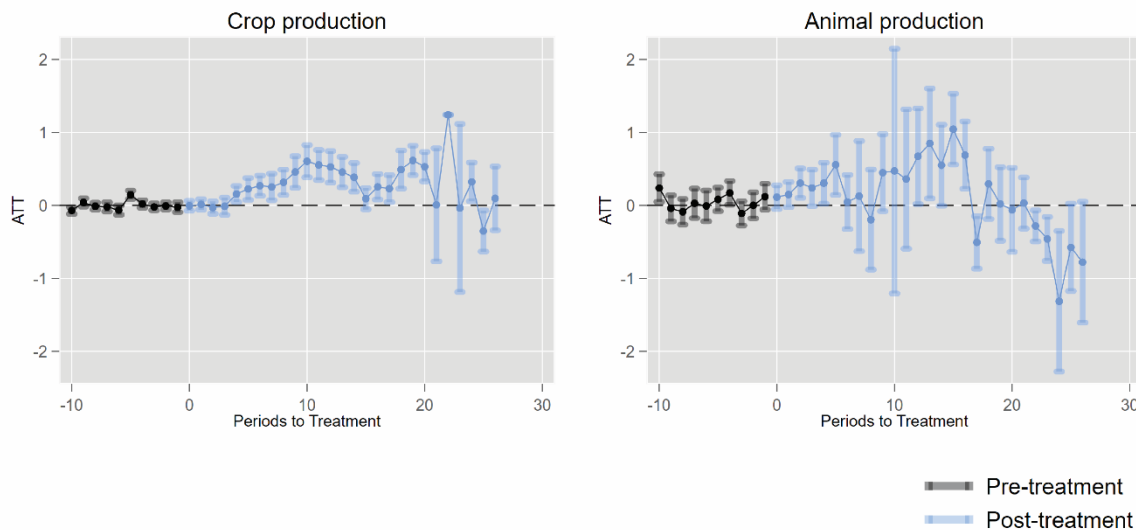 Crop production
Animal production
2
1
0
-1
-2
ATT
-10
0
10
20
30
Periods to Treatment
2
1
0
-1
-2
ATT
-10
0
10
20
30
Periods to Treatment
Pre-treatment
Post-treatment